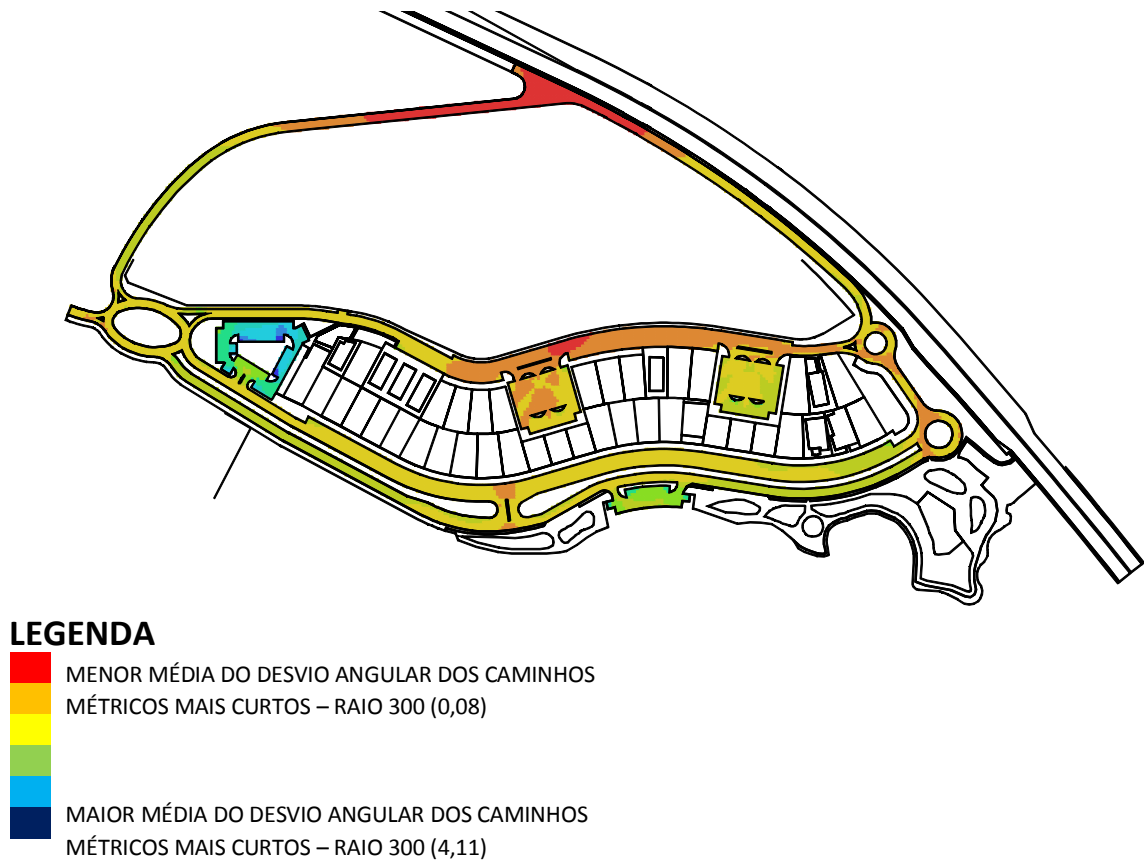 LEGENDA
MENOR MÉDIA DO DESVIO ANGULAR DOS CAMINHOS
MÉTRICOS MAIS CURTOS – RAIO 300 (0,08)
MAIOR MÉDIA DO DESVIO ANGULAR DOS CAMINHOS
MÉTRICOS MAIS CURTOS – RAIO 300 (4,11)